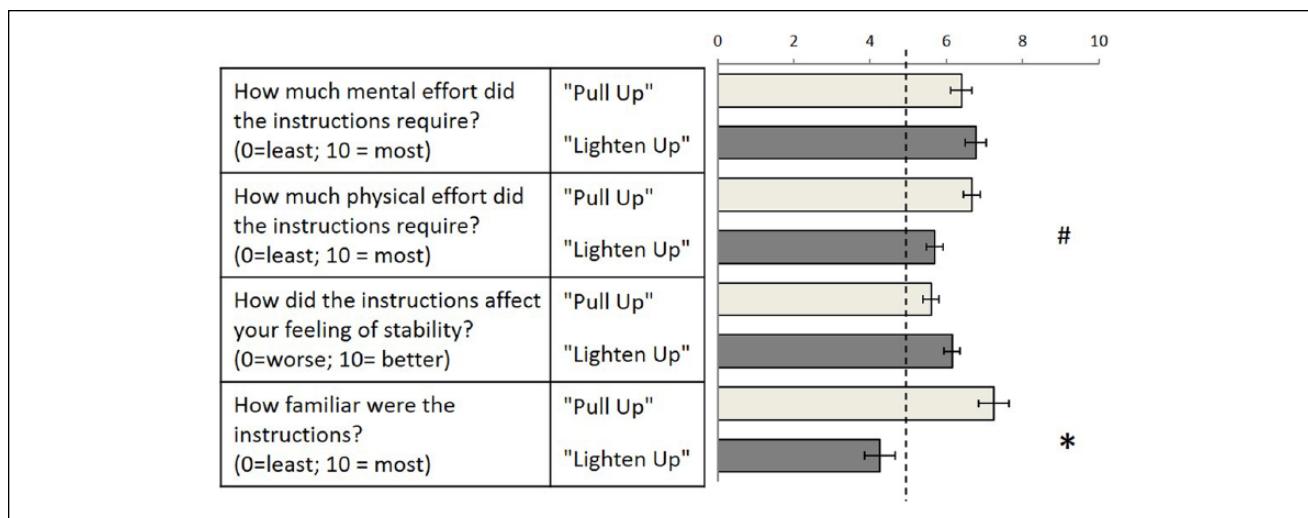 0 2 4 6 8 10
How much mental effort did
the instructions require?
(0=least; 10 = most)
"Pull Up"
"Lighten Up"
How much physical effort did
the instructions require?
(0=least; 10 = most)
"Pull Up"
"Lighten Up"
#
How did the instructions affect
your feeling of stability?
(0=worse; 10= better)
"Pull Up"
"Lighten Up"
How familiar were the
instructions?
(0=least; 10 = most)
"Pull Up"
"Lighten Up"
*